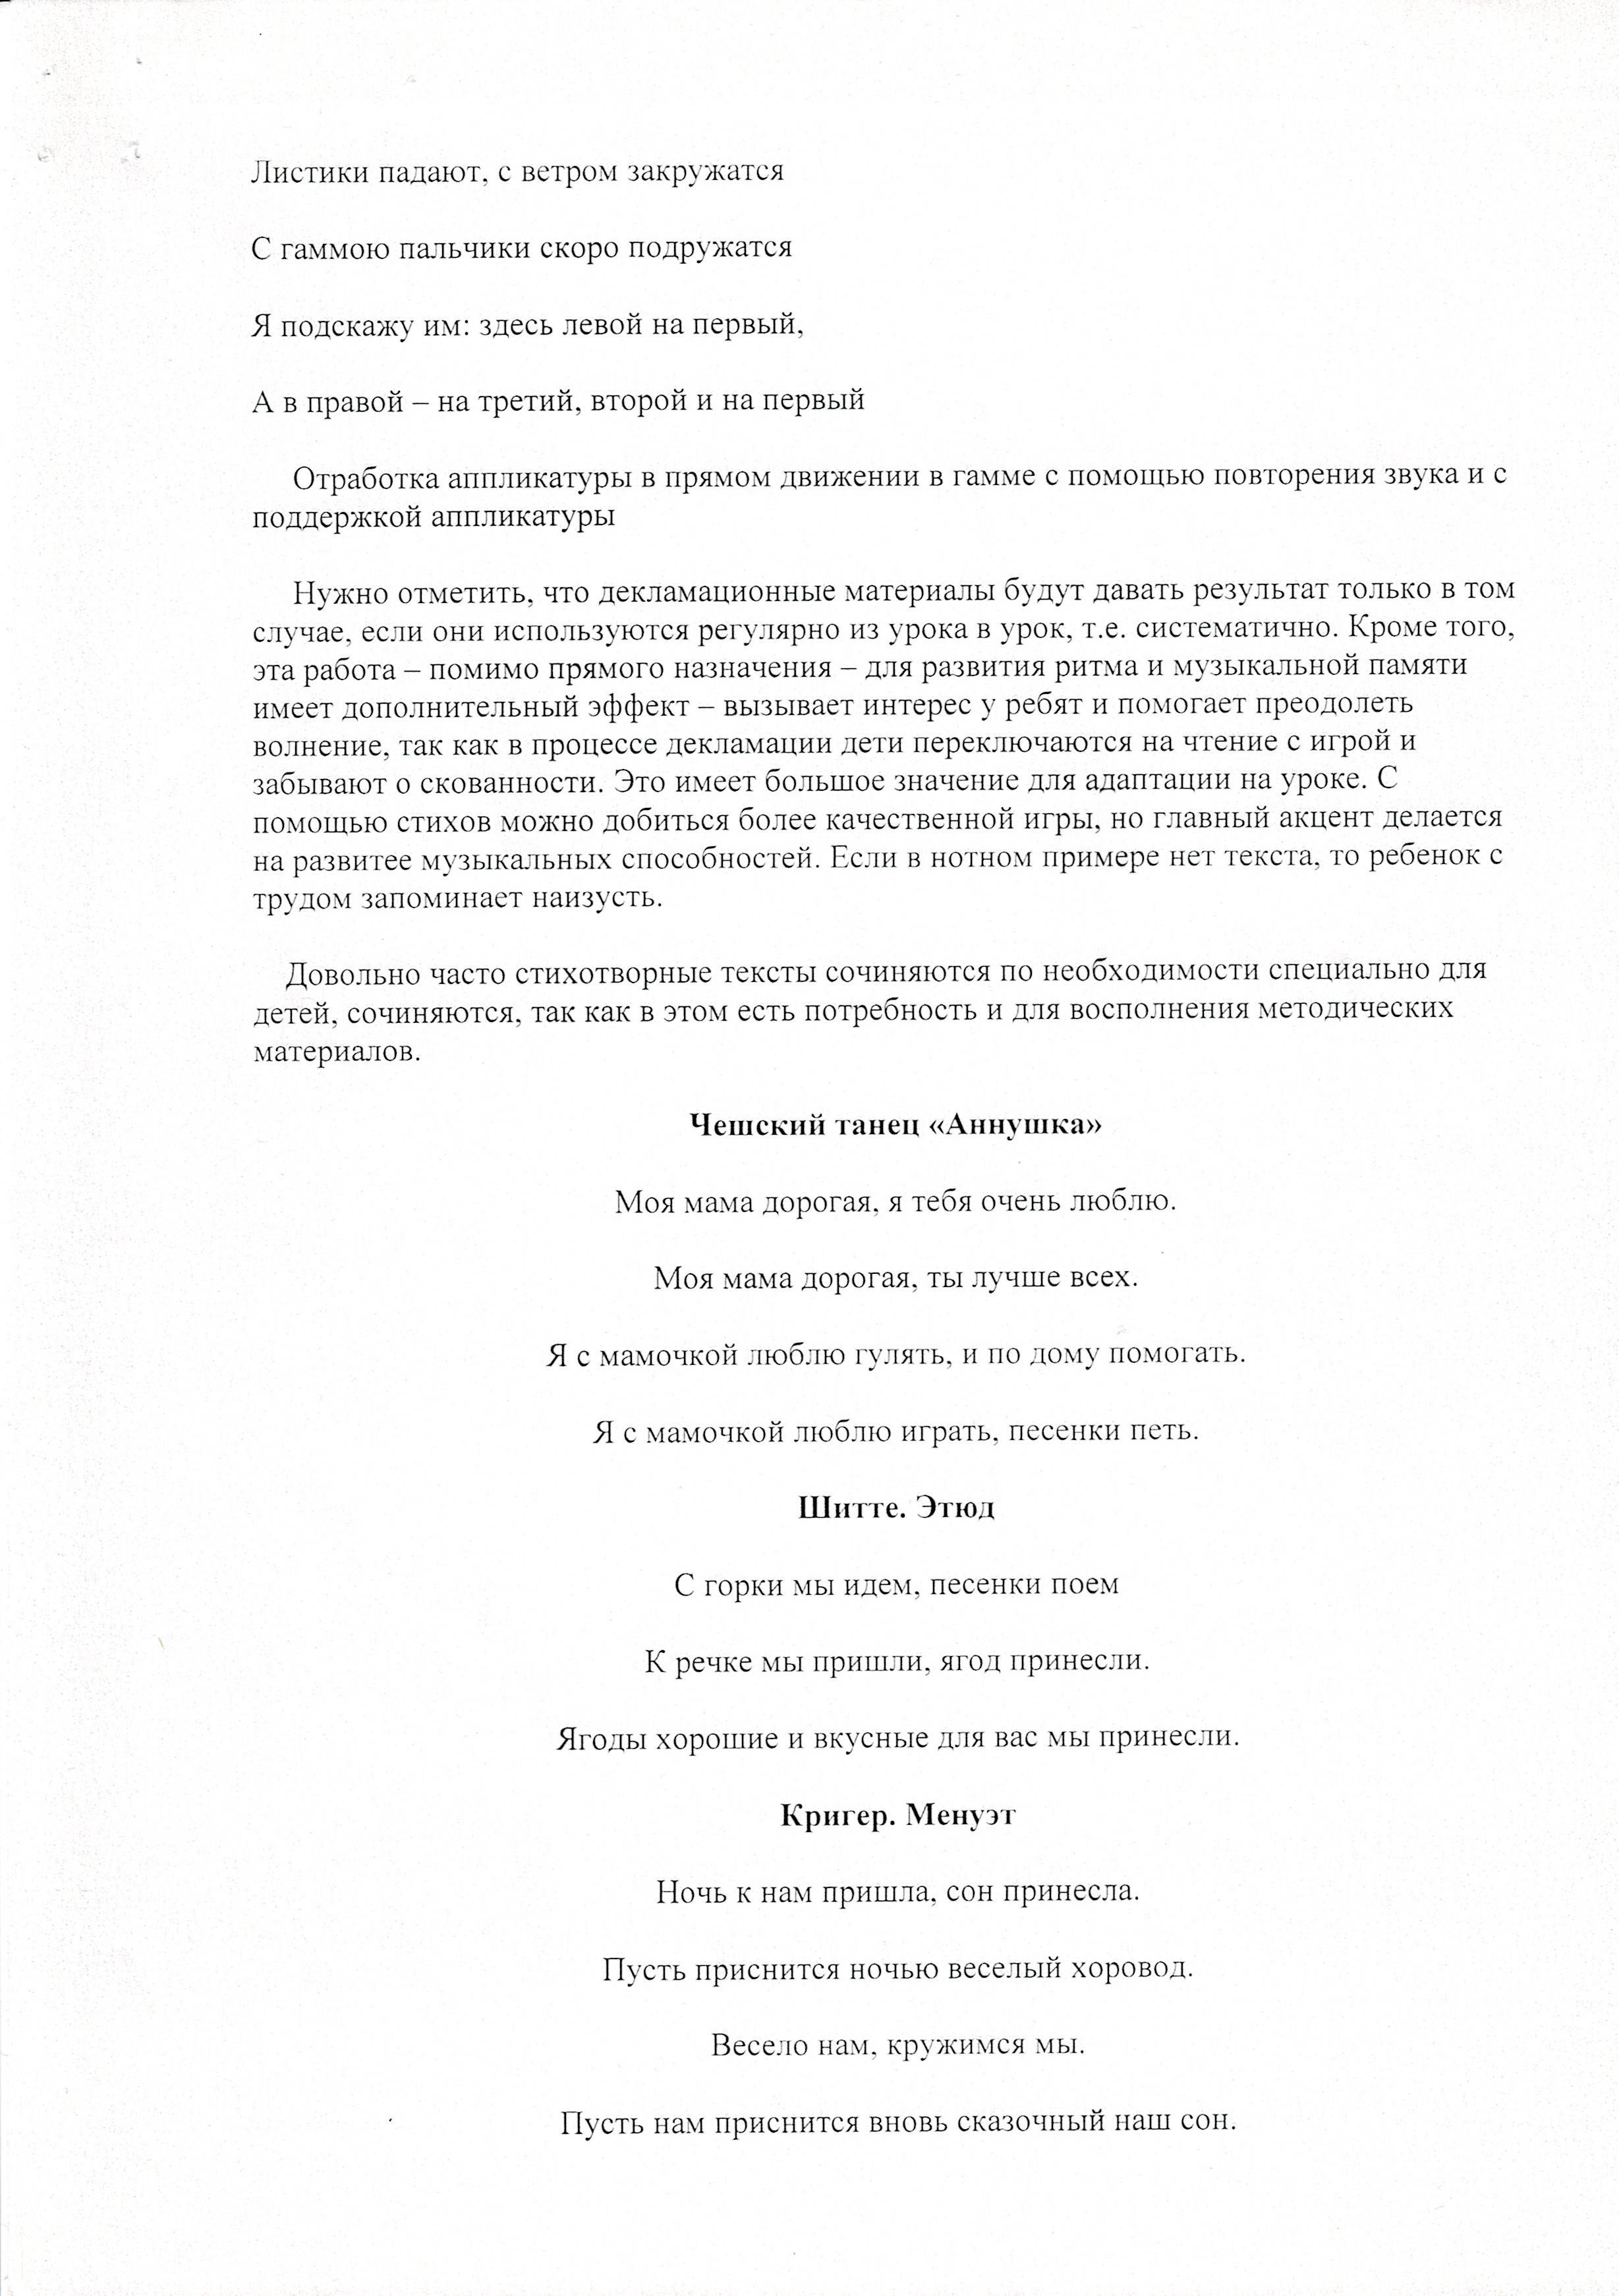 Листики падают, с ветром закружатся
С гаммою пальчики скоро подружатся
Я подскажу им: здесь левой на первый,
А в правой – на третий, второй и на первый
Отработка аппликатуры в прямом движении в гамме с помощью повторения звука и с
поддержкой аппликатуры
Нужно отметить, что декламационные материалы будут давать результат только в том
случае, если они используются регулярно из урока в урок, т.е. систематично. Кроме того,
эта работа – помимо прямого назначения – для развития ритма и музыкальной памяти
имеет дополнительный эффект – вызывает интерес у ребят и помогает преодолеть
волнение, так как в процессе декламации дети переключаются на чтение с игрой и
забывают о скованности. Это имеет большое значение для адаптации на уроке. С
помощью стихов можно добиться более качественной игры, но главный акцент делается
на развитее музыкальных способностей. Если в нотном примере нет текста, то ребенок с
трудом запоминает наизусть.
Довольно часто стихотворные тексты сочиняются по необходимости специально для
детей, сочиняются, так как в этом есть потребность и для восполнения методических
материалов.
Чешский танец «Аннушка»
Моя мама дорогая, я тебя очень люблю.
Моя мама дорогая, ты лучше всех.
Я с мамочкой люблю гулять, и по дому помогать.
Я с мамочкой люблю играть, песенки петь.
Шитте. Этюд
С горки мы идем, песенки поем
К речке мы пришли, ягод принесли.
Ягоды хорошие и вкусные для вас мы принесли.
Кригер. Менуэт
Ночь к нам пришла, сон принесла.
Пусть приснится ночью веселый хоровод.
Весело нам, кружимся мы.
Пусть нам приснится вновь сказочный наш сон.